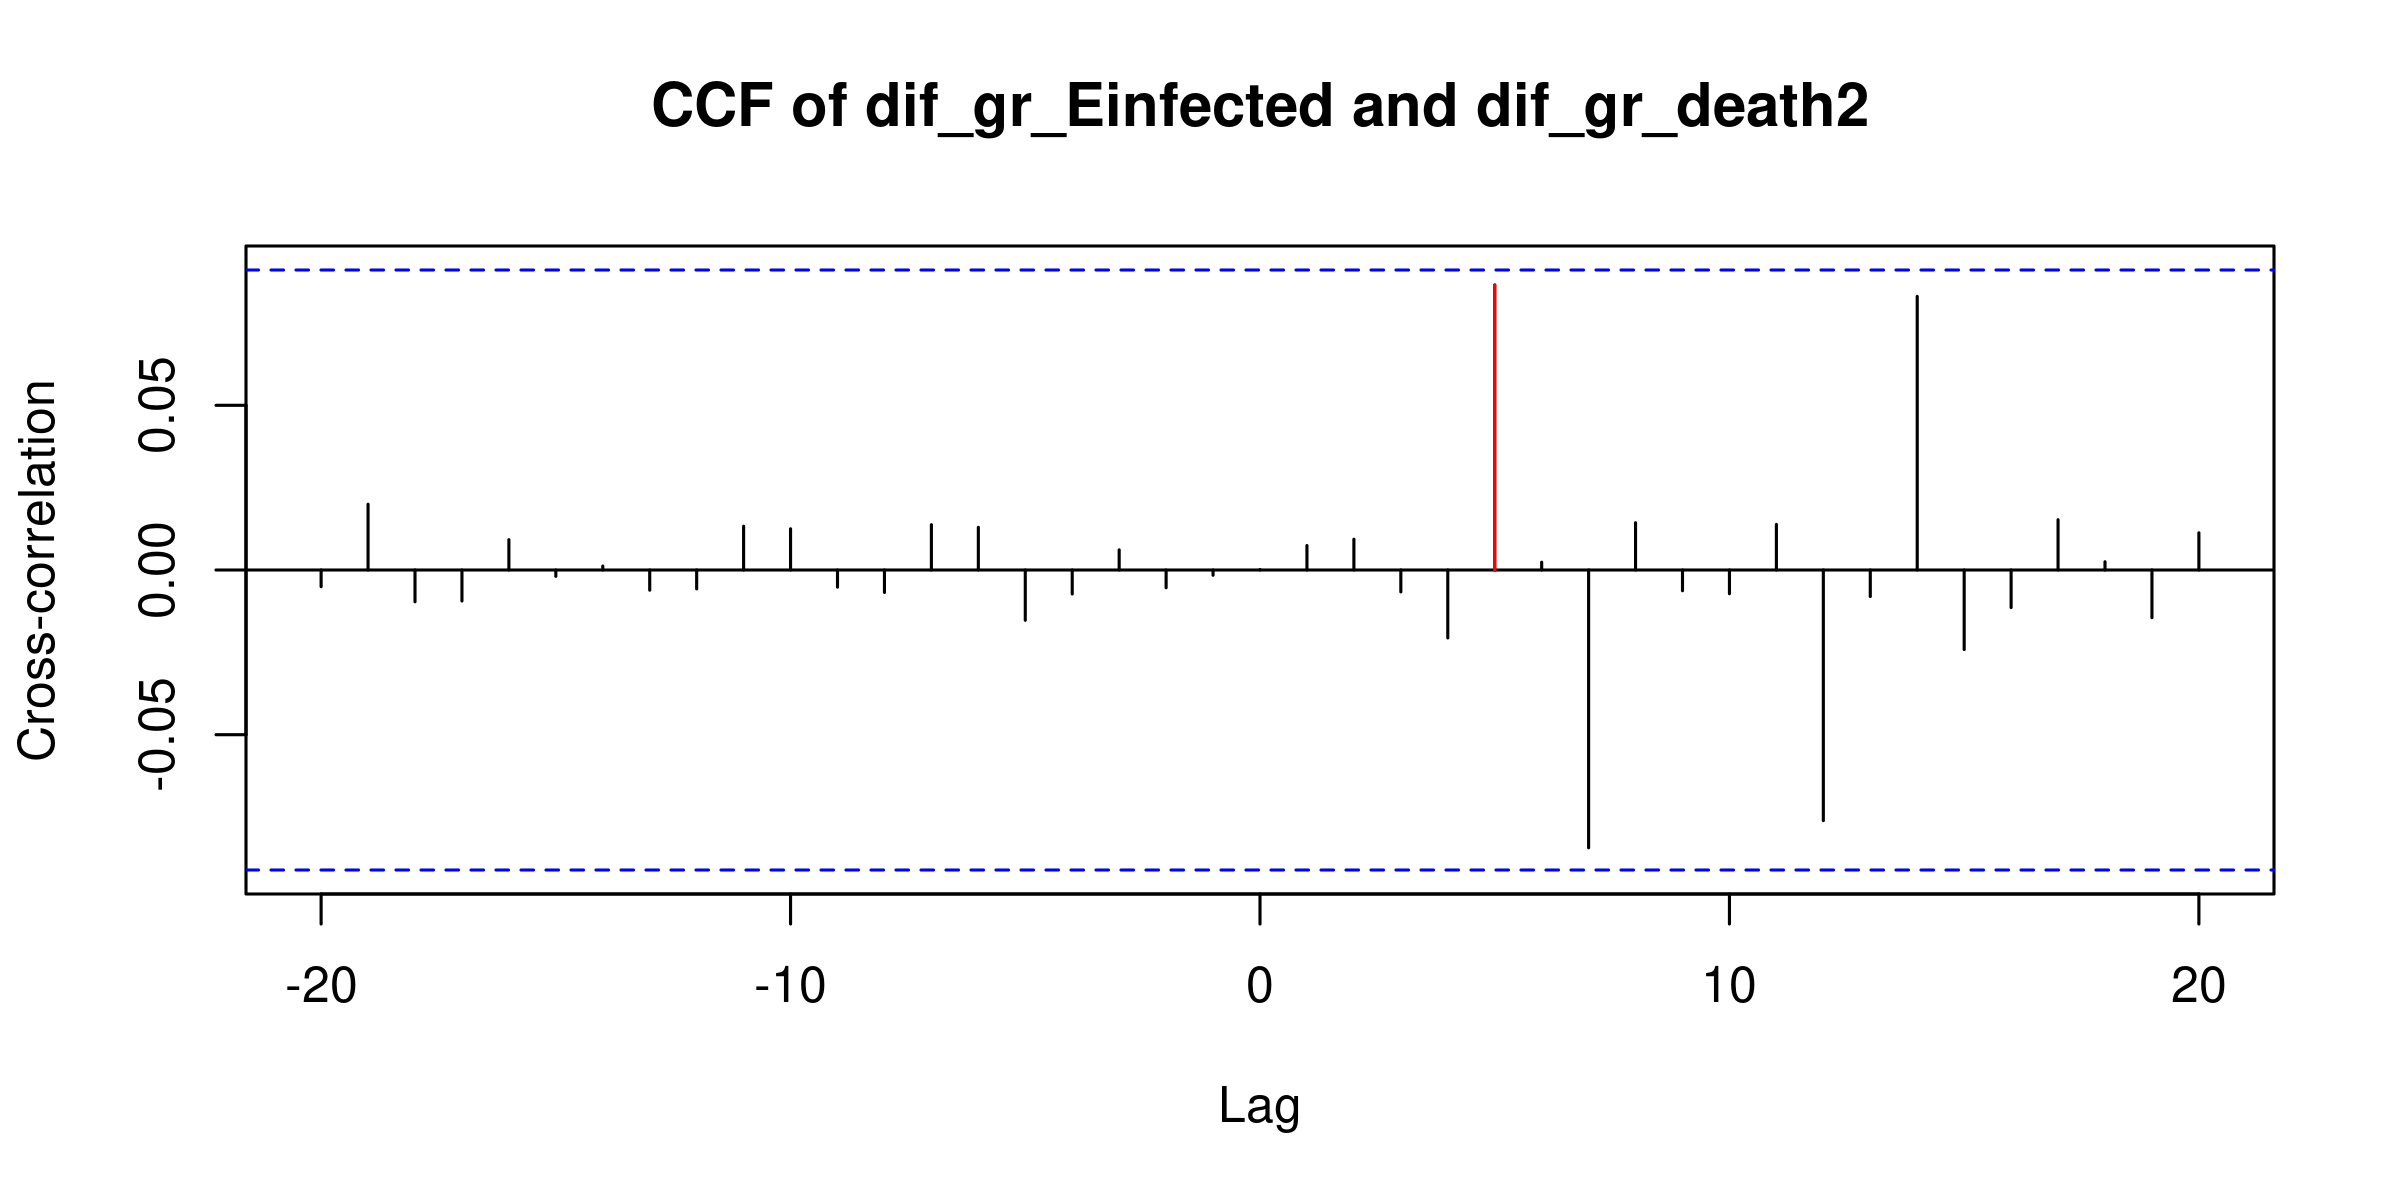 CCF of dif_gr_Einfected and dif_gr_death2
Cross-correlation
0.05
0.00
-0.05
-20 -10 0 10 20
Lag